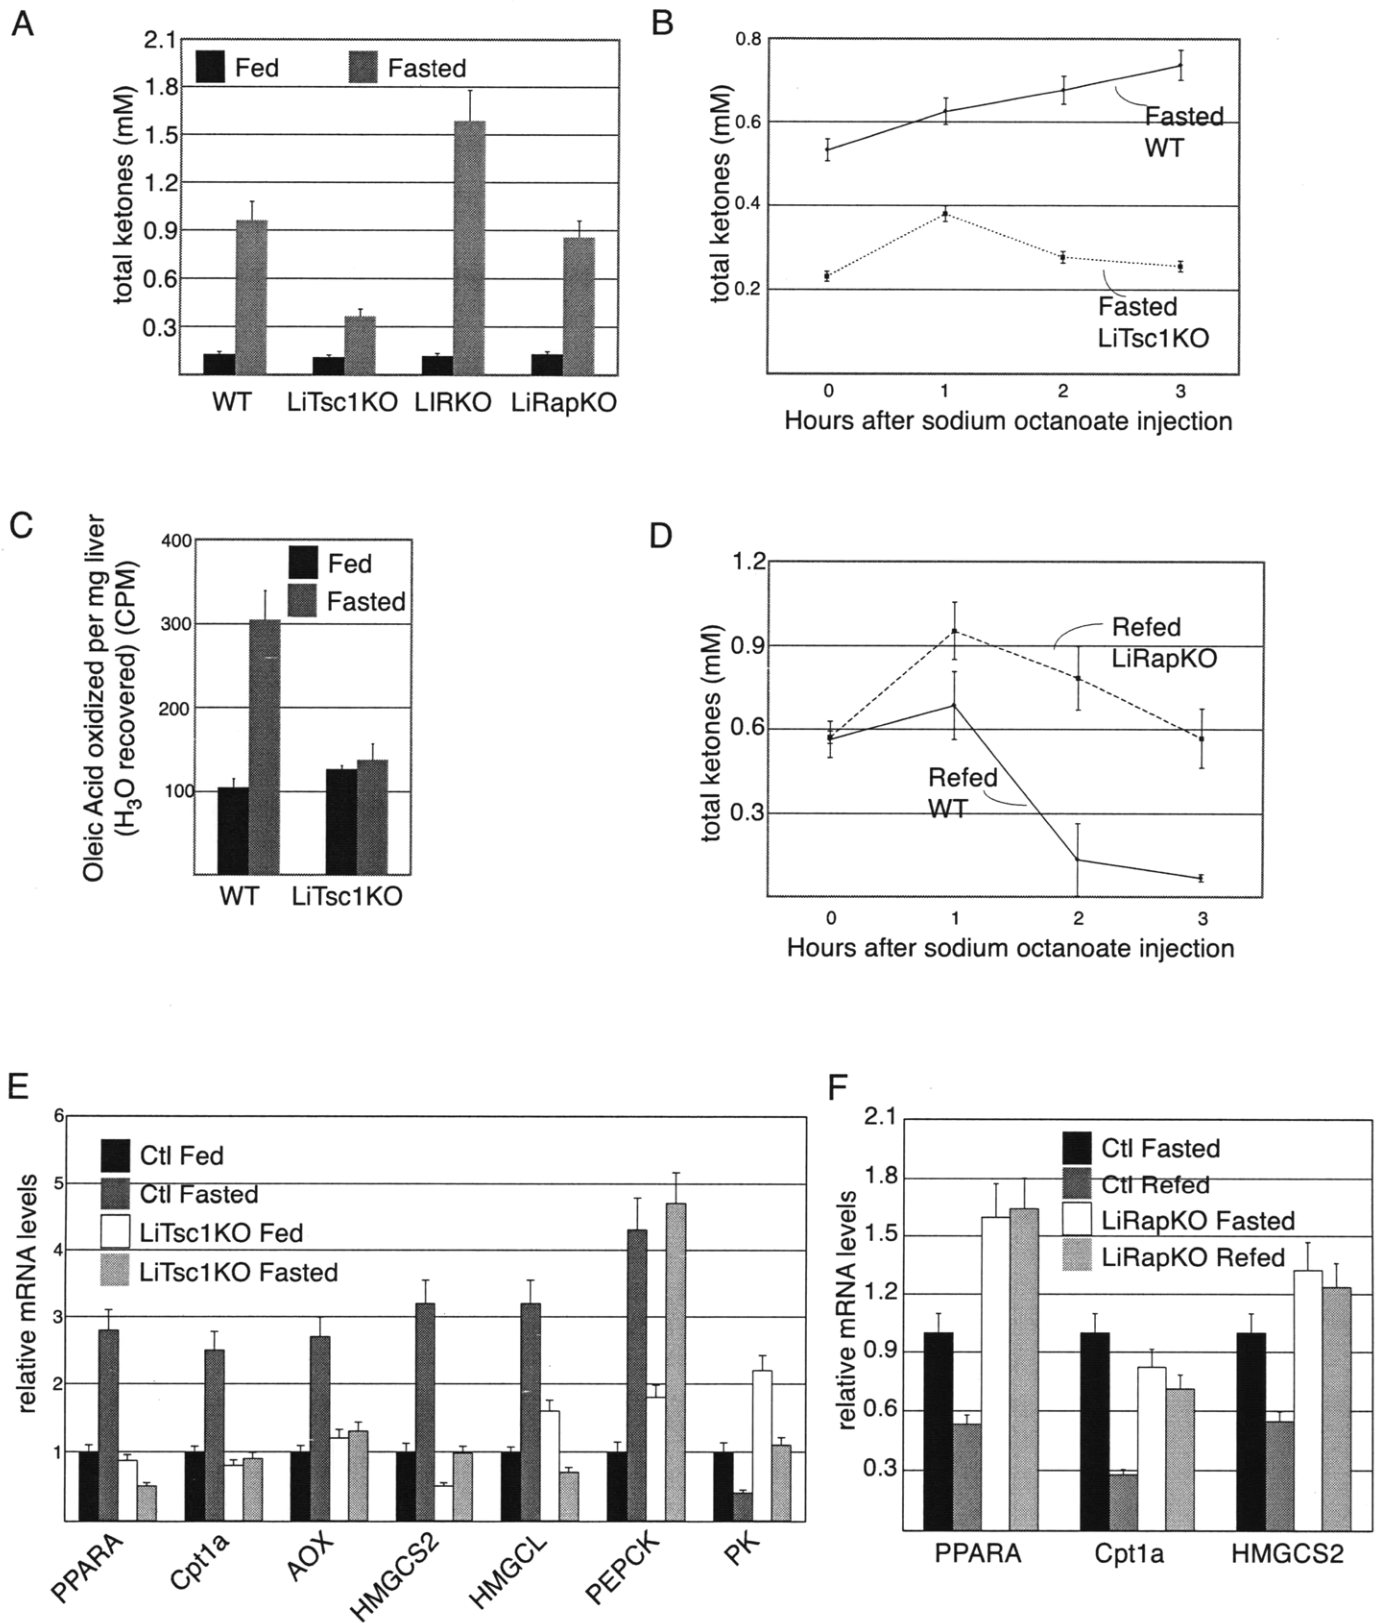 A
2.1
1.8
1.5
1.2
0.9
0.6
0.3
total ketones (mM)
Fed
Fasted
WT
LiTsc1KO
LIRKO
LiRapKO
B
0.8
0.6
0.4
0.2
total ketones (mM)
Fasted
WT
Fasted
LiTsc1KO
0 1 2 3
Hours after sodium octanoate injection
C
Oleic Acid oxidized per mg liver
(H3O recovered) (CPM)
400
300
200
100
Fed
Fasted
WT
LiTsc1KO
D
1.2
0.9
0.6
0.3
total ketones (mM)
Refed
LiRapKO
Refed
WT
0 1 2 3
Hours after sodium octanoate injection
E
6
5
4
3
2
1
relative mRNA levels
Ctl Fed
Ctl Fasted
LiTsc1KO Fed
LiTsc1KO Fasted
PPARA
Cpt1a
AOX
HMGCS2
HMGCL
PEPCK
PK
F
2.1
1.8
1.5
1.2
0.9
0.6
0.3
relative mRNA levels
Ctl Fasted
Ctl Refed
LiRapKO Fasted
LiRapKO Refed
PPARA
Cpt1a
HMGCS2